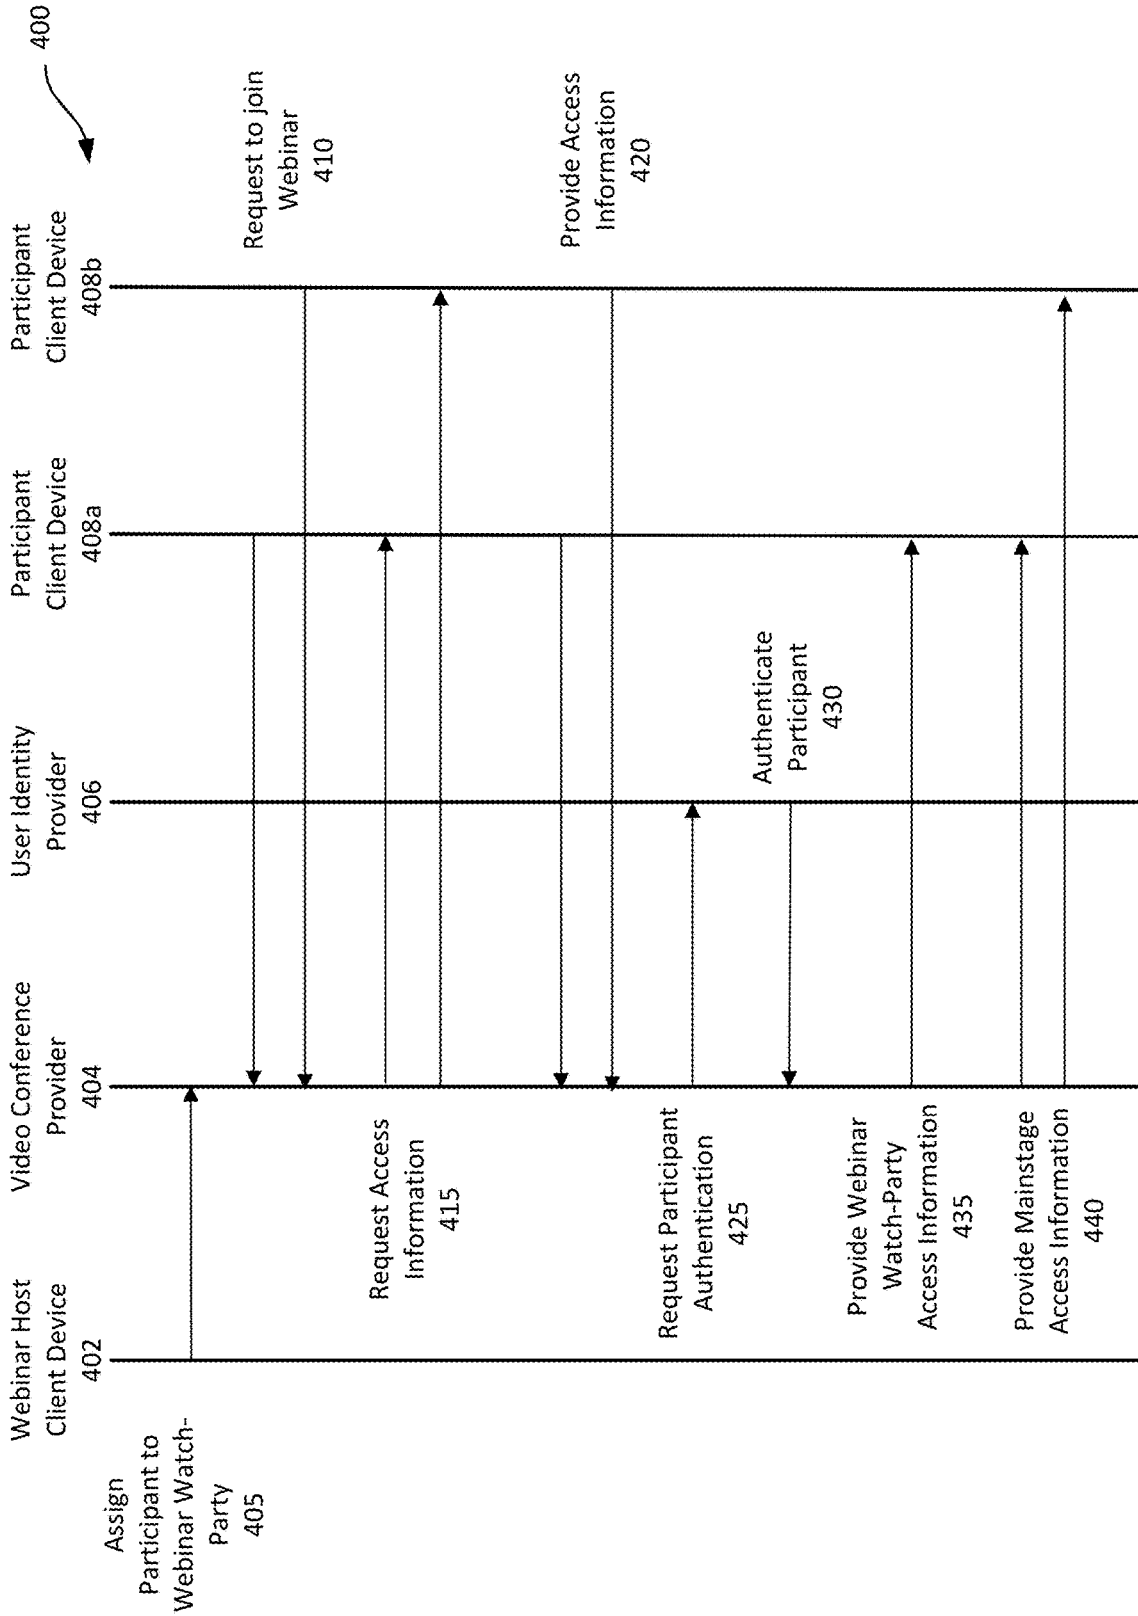 400
Webinar Host
Client Device
402
Video Conference
Provider
404
User Identity
Provider
406
Participant
Client Device
408a
Participant
Client Device
408b
Assign
Participant to
Webinar Watch-
Party
405
Request to join
Webinar
410
Request Access
Information
415
Provide Access
Information
420
Request Participant
Authentication
425
Authenticate
Participant
430
Provide Webinar
Watch-Party
Access Information
435
Provide Mainstage
Access Information
440